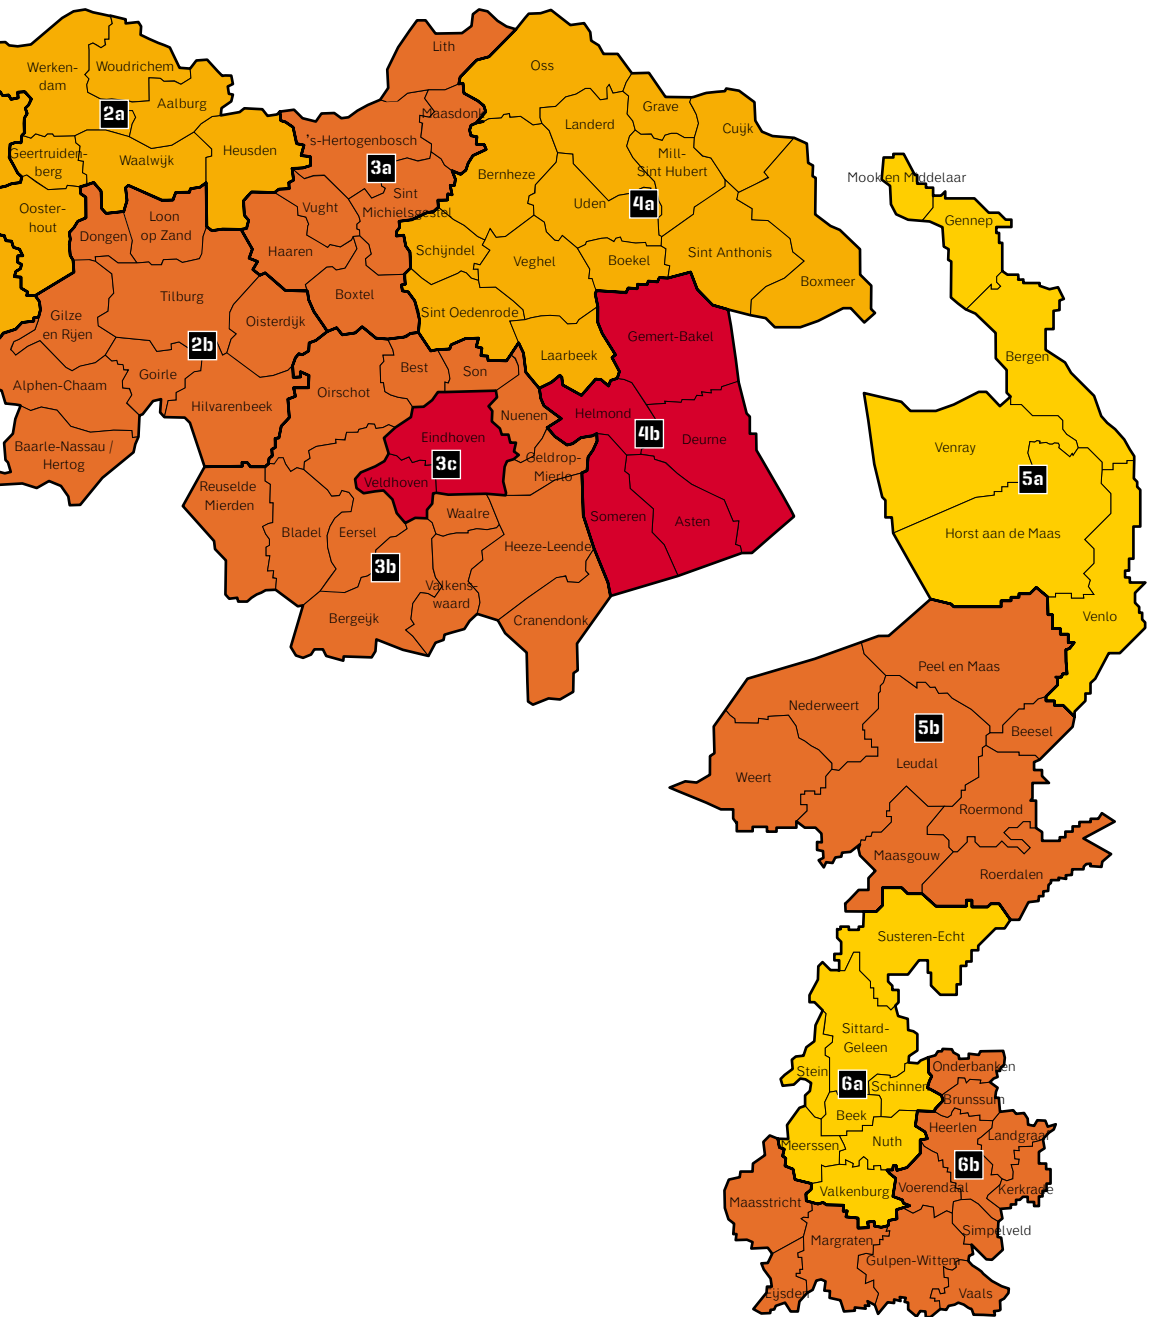 Werken-
dam
Woudrichem
Aalburg
2a
Geertruiden-
berg
Waalwijk
Heusden
Ooster-
hout
Dongen
Loon
op Zand
Gilze
en Rijen
Tilburg
Oisterdijk
2b
Alphen-Chaam
Goirle
Hilvarenbeek
Baarle-Nassau /
Hertog
Lith
Maasdonk
's-Hertogenbosch
3a
Sint
Michielsgestel
Vught
Haaren
Boxtel
Oss
Grave
Landerd
Cuijk
Mill-
Sint Hubert
Bernheze
Uden
4a
Schijndel
Veghel
Boekel
Sint Anthonis
Boxmeer
Sint Oedenrode
Laarbeek
Gemert-Bakel
Helmond
4b
Deurne
Someren
Asten
Oirschot
Best
Son
Nuenen
Eindhoven
3c
Veldhoven
Geldrop-
Mierlo
Reuselde
Mierden
Bladel
Eersel
Waalre
Heeze-Leende
3b
Valkens-
waard
Bergeijk
Cranendonk
Mook en Middelaar
Gennep
Bergen
Venray
5a
Horst aan de Maas
Venlo
Peel en Maas
Nederweert
5b
Beesel
Weert
Leudal
Roermond
Maasgouw
Roerdalen
Susteren-Echt
Sittard-
Geleen
Stein
6a
Schinnen
Beek
Meerssen
Nuth
Valkenburg
Onderbanken
Brunssum
Heerlen
Landgraaf
6b
Voerendaal
Kerkrade
Maasstricht
Simpelveld
Margraten
Gulpen-Wittem
Eijsden
Vaals